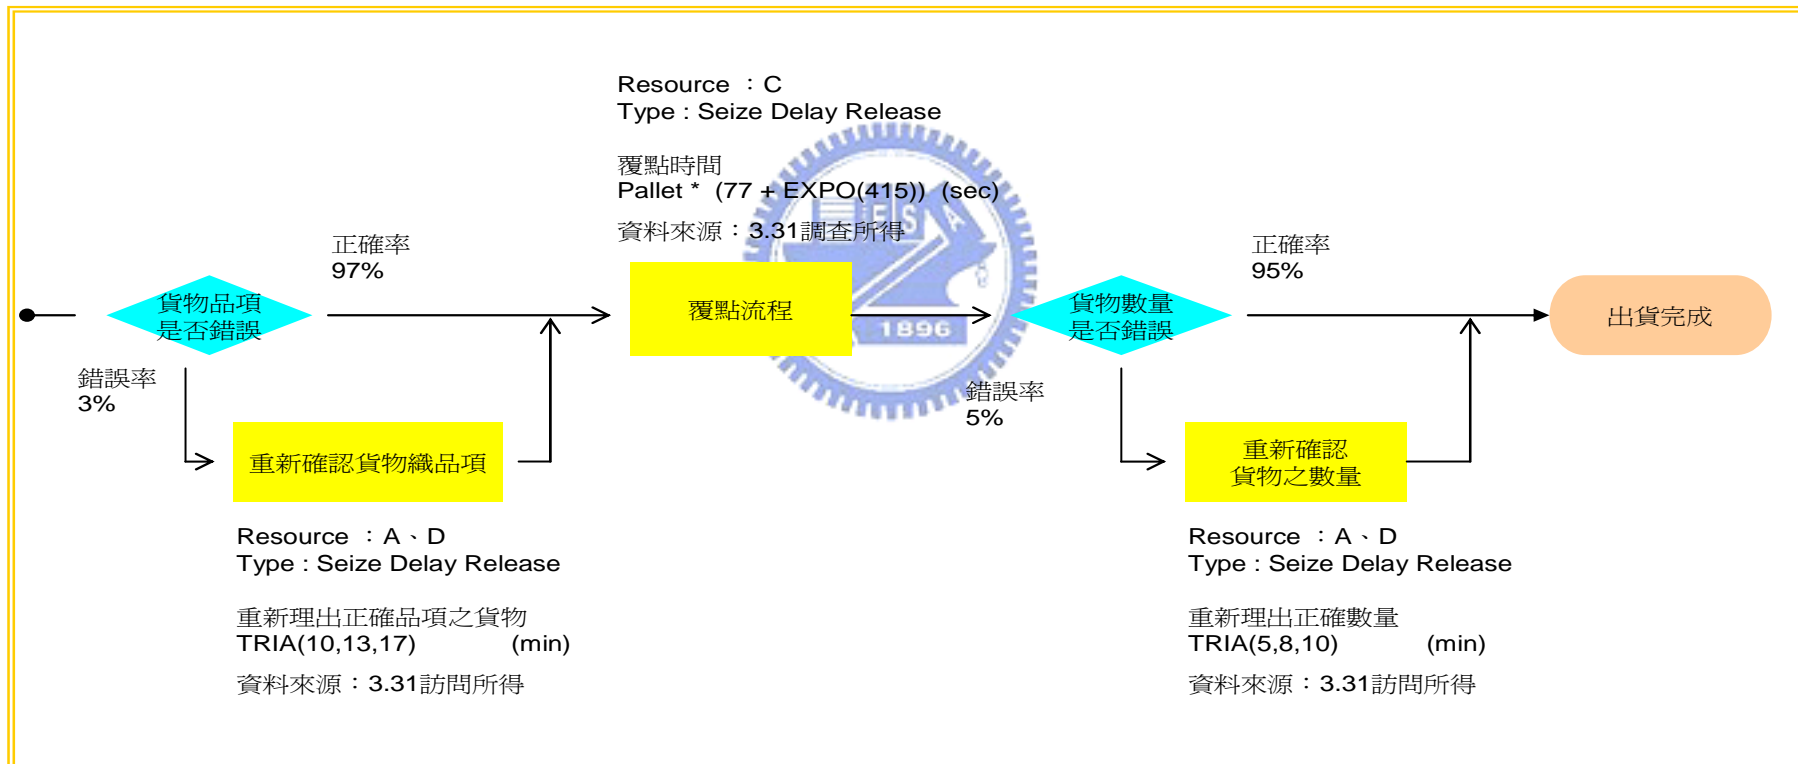 Resource ：C
Type : Seize Delay Release
覆點時間
Pallet * (77 + EXPO(415)) (sec)
資料來源：3.31調查所得
正確率
97%
正確率
95%
貨物品項
是否錯誤
覆點流程
貨物數量
是否錯誤
出貨完成
ES
A
1896
錯誤率
3%
錯誤率
5%
重新確認貨物織品項
重新確認
貨物之數量
Resource ：A、D
Type : Seize Delay Release
重新理出正確品項之貨物
TRIA(10,13,17) (min)
資料來源：3.31訪問所得
Resource ：A、D
Type : Seize Delay Release
重新理出正確數量
TRIA(5,8,10) (min)
資料來源：3.31訪問所得